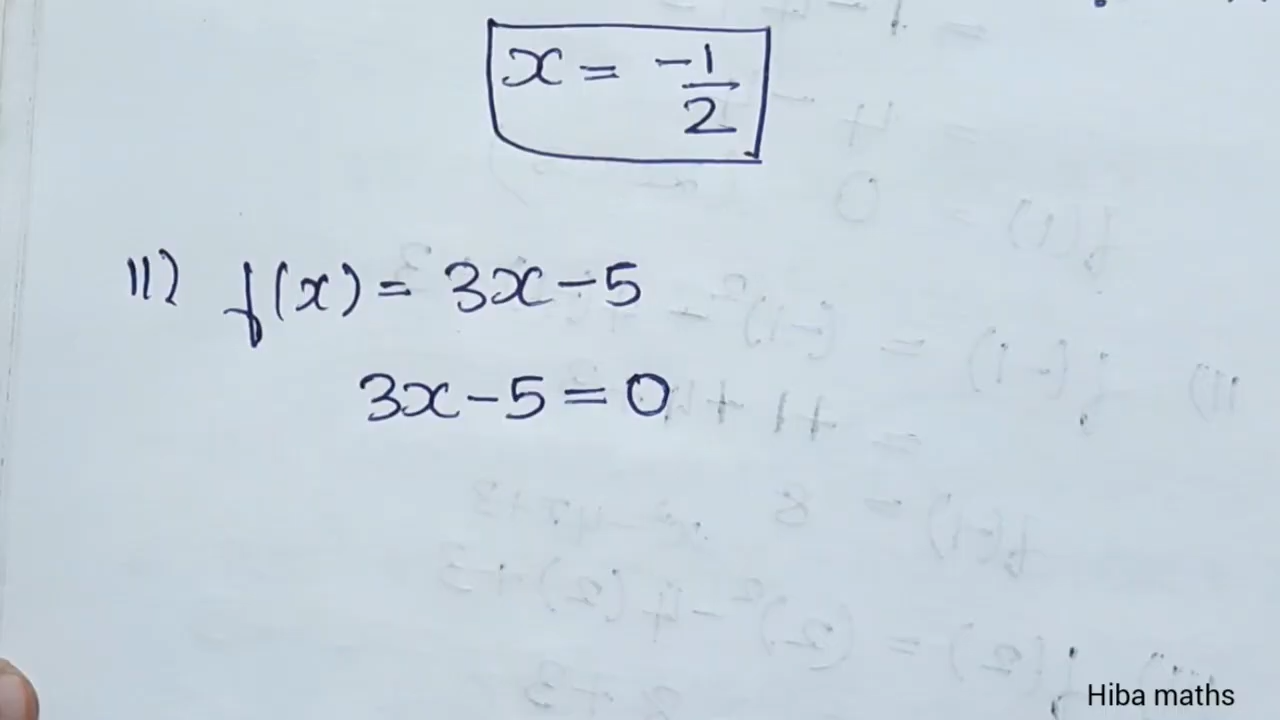 x = -1/2
II) f(x) = 3x - 5
3x - 5 = 0
Hiba maths